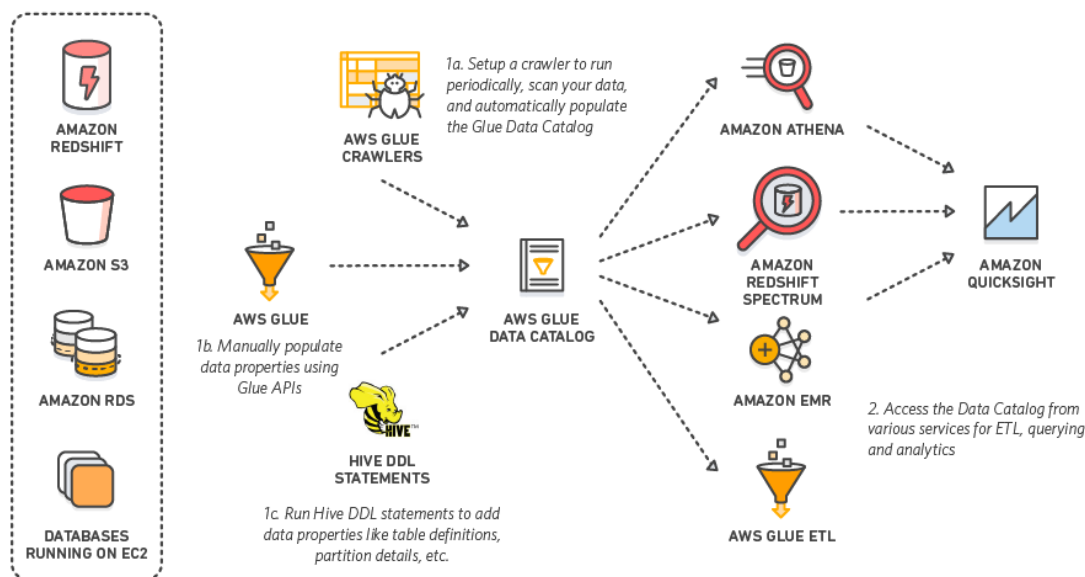 AMAZON
REDSHIFT
AMAZON S3
AMAZON RDS
DATABASES
RUNNING ON EC2
AWS GLUE
CRAWLERS
1a. Setup a crawler to run
periodically, scan your data,
and automatically populate
the Glue Data Catalog
AWS GLUE
1b. Manually populate
data properties using
Glue APIs
HIVE™
HIVE DDL
STATEMENTS
1c. Run Hive DDL statements to add
data properties like table definitions,
partition details, etc.
AWS GLUE
DATA CATALOG
AMAZON ATHENA
AMAZON
REDSHIFT
SPECTRUM
AMAZON EMR
AWS GLUE ETL
AMAZON
QUICKSIGHT
2. Access the Data Catalog from
various services for ETL, querying
and analytics